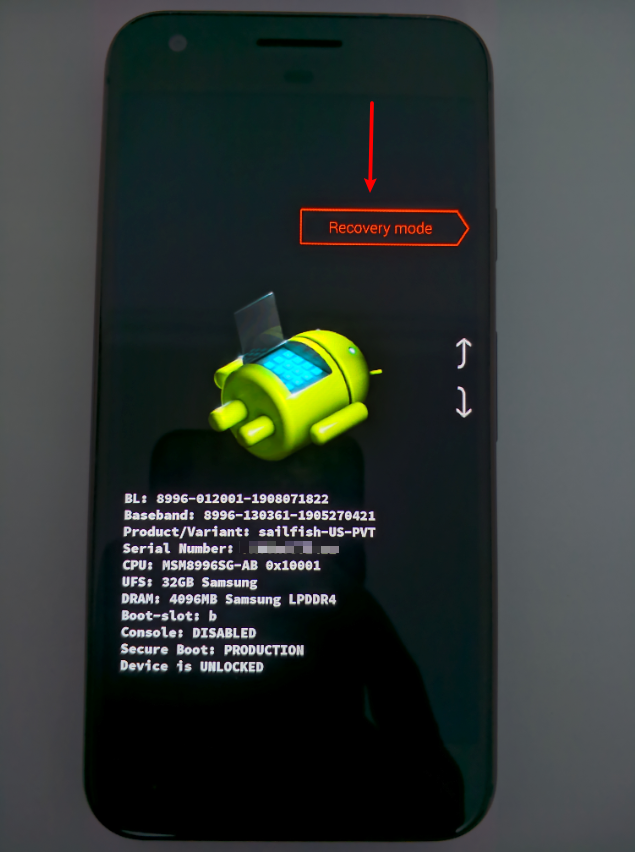 Recovery mode
BL: 8996-012001-1908071822
Baseband: 8996-130361-1905270421
Product/Variant: sailfish-US-PVT
Serial Number:
CPU: MSM8996SG-AB 0x10001
UFS: 32GB Samsung
DRAM: 4096MB Samsung LPDDR4
Boot-slot: b
Console: DISABLED
Secure Boot: PRODUCTION
Device is UNLOCKED